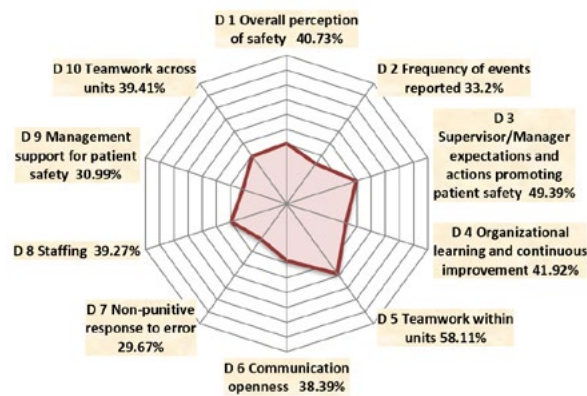 D 1 Overall perception
of safety 40.73%
D 2 Frequency of events
reported 33.2%
D 3
Supervisor/Manager
expectations and
actions promoting
patient safety 49.39%
D 4 Organizational
learning and continuous
improvement 41.92%
D 5 Teamwork within
units 58.11%
D 6 Communication
openness 38.39%
D 7 Non-punitive
response to error
29.67%
D 8 Staffing 39.27%
D 9 Management
support for patient
safety 30.99%
D 10 Teamwork across
units 39.41%